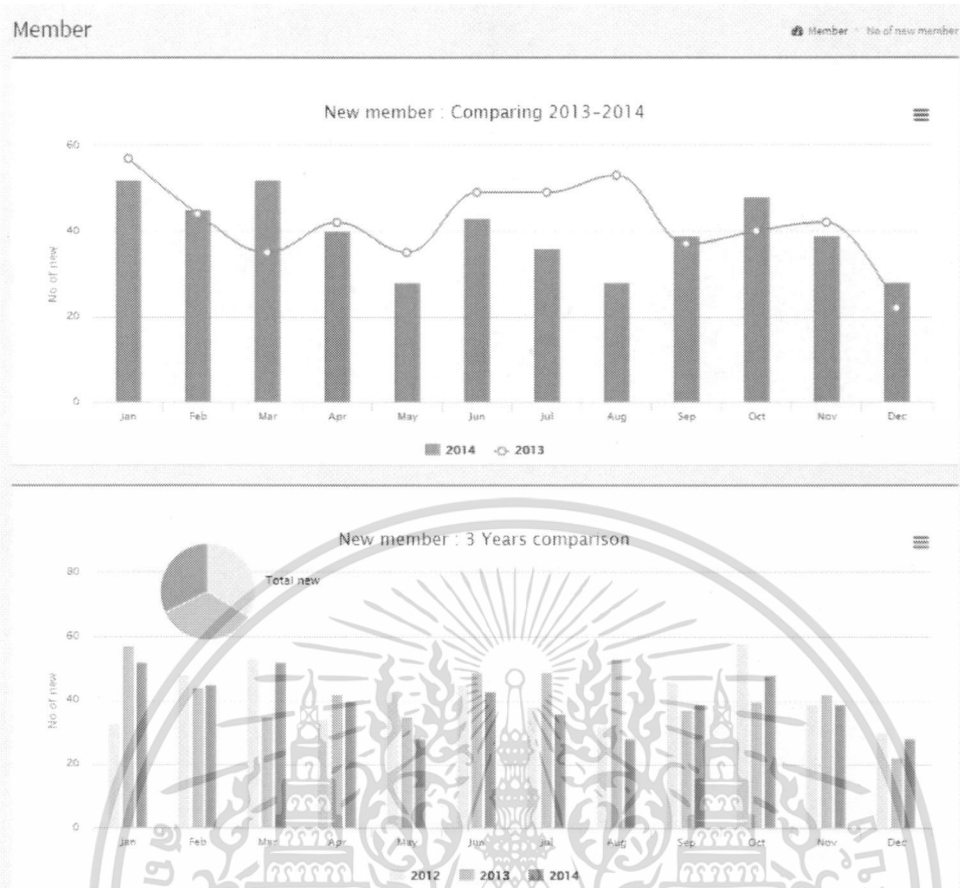 Member
Member
No of new member
New member : Comparing 2013-2014
60
40
20
0
No of new
Jan Feb Mar Apr May Jun Jul Aug Sep Oct Nov Dec
2014 2013
New member : 3 Years comparison
Total new
80
60
40
20
0
No of new
Jan Feb Mar Apr May Jun Jul Aug Sep Oct Nov Dec
2012 2013 2014